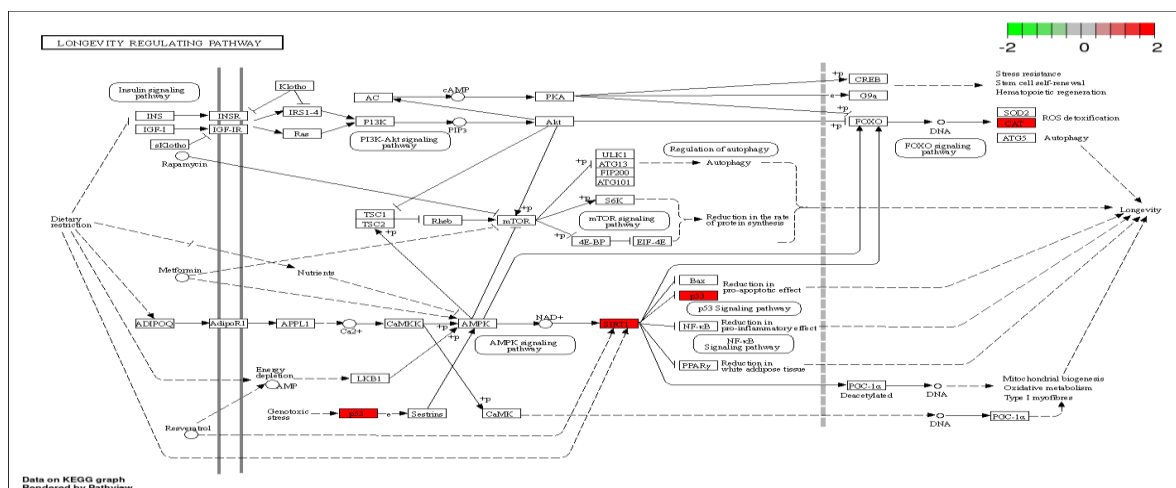 LONGEVITY REGULATING PATHWAY
-2 0 2
Insulin signaling
pathway
Klotho
INS
INSR
IRS1-4
IGF-I
IGF-IR
Ras
sKlotho
Rapamycin
AC
cAMP
PKA
P13K
PIP3
Akt
PI3K-Akt signaling
pathway
+p
CREB
e
G9a
+p
+p
FOXO
DNA
FOXO signaling
pathway
Stress resistance
Stem cell self-renewal
Hematopoietic regeneration
SOD2
CAT
ROS detoxification
ATG5
Autophagy
ULK1
ATG13
FIP200
ATG101
+p
Regulation of autophagy
Autophagy
TSC1
TSC2
+p
Rheb
+p
mTOR
+p
S6K
mTOR signaling
pathway
+p
4E-BP
EIF-4E
Reduction in the rate
of protein synthesis
Longevity
Dietary
restriction
Metformin
Nutrients
ADIPOQ
AdipoR1
APPL1
Ca2+
CaMKK
+p
AMPK
+p
NAD+
SIRT1
AMPK signaling
pathway
Bax
p53
Reduction in
pro-apoptotic effect
p53 Signaling pathway
NF-κB
Reduction in
pro-inflammatory effect
NF-κB
Signaling pathway
PPARγ
Reduction in
white adipose tissue
Energy
depletion
AMP
LKB1
Genotoxic
stress
p53
e
Sestrins
+p
CaMK
Resveratrol
PGC-1α
Deacetylated
DNA
Mitochondrial biogenesis
Oxidative metabolism
Type I myofibres
DNA
PGC-1α
Data on KEGG graph
Rendered by Pathview